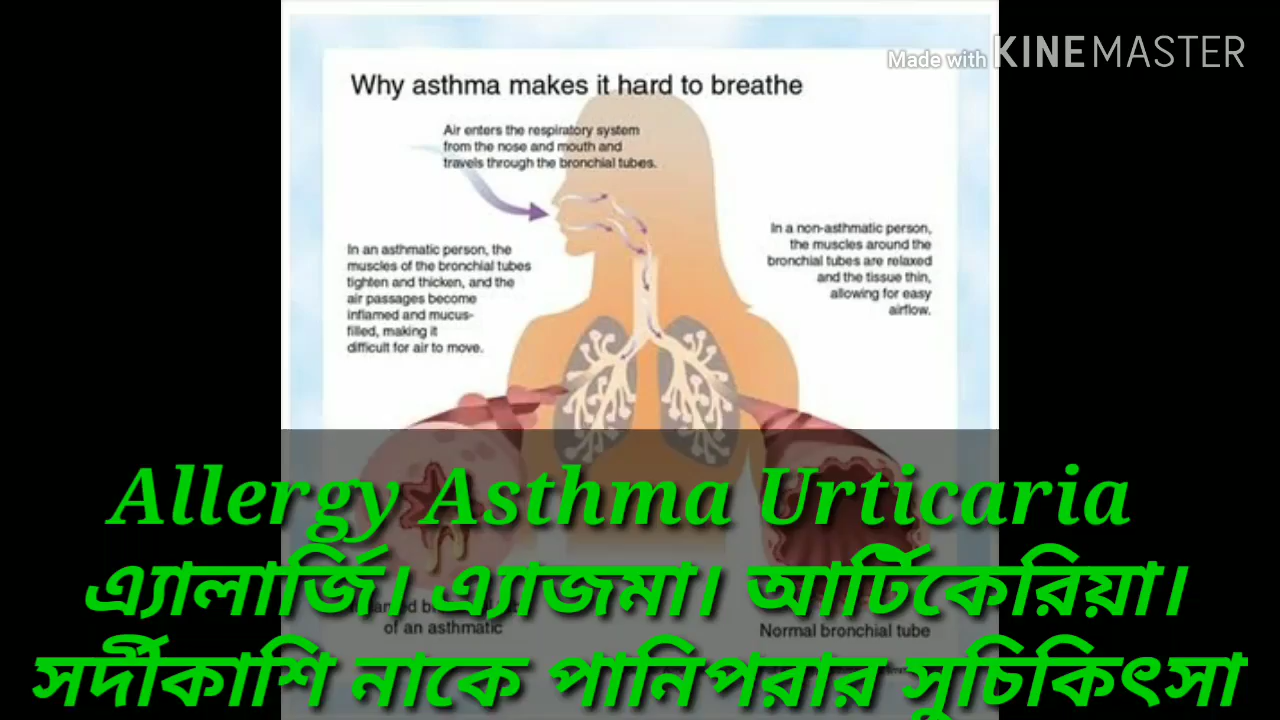 Made with KINEMASTER
Why asthma makes it hard to breathe
Air enters the respiratory system
from the nose and mouth and
travels through the bronchial tubes.
In a non-asthmatic person,
the muscles around the
bronchial tubes are relaxed
and the tissue thin,
allowing for easy
airflow.
In an asthmatic person, the
muscles of the bronchial tubes
tighten and thicken, and the
air passages become
inflamed and mucus-
filled, making it
difficult for air to move.
Allergy Asthma Urticaria
এ্যালার্জি। এ্যাজমা। আর্টিকেরিয়া।
of an asthmatic
Normal bronchial tube
সর্দীকাশি নাকে পানিপরার সুচিকিৎসা